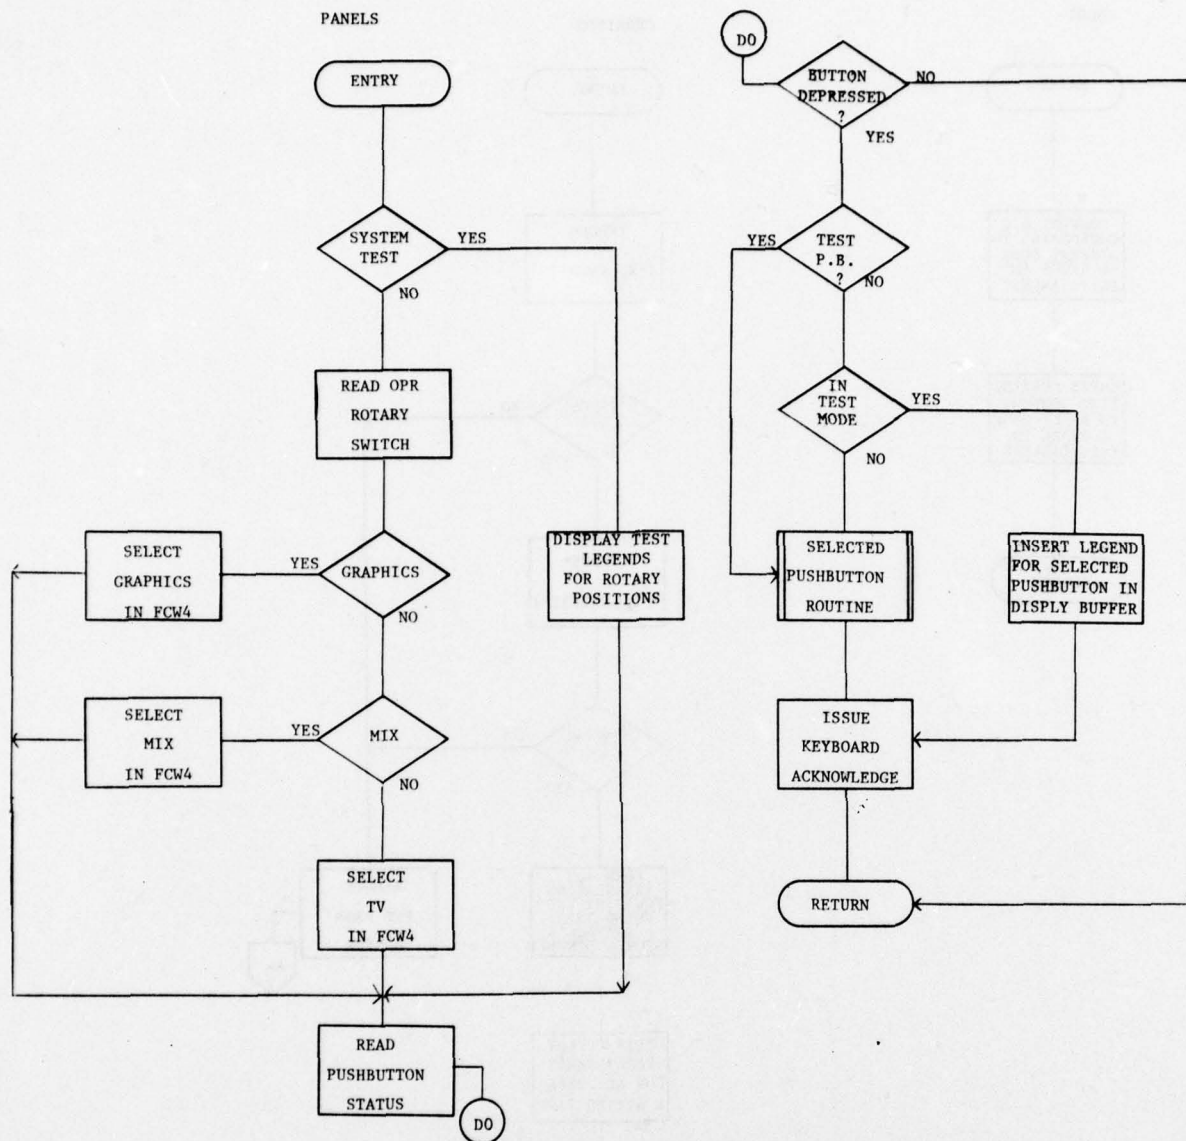 PANELS
ENTRY
SYSTEM
TEST
YES
NO
READ OPR
ROTARY
SWITCH
SELECT
GRAPHICS
IN FCW4
YES
GRAPHICS
NO
DISPLAY TEST
LEGENDS
FOR ROTARY
POSITIONS
SELECT
MIX
IN FCW4
YES
MIX
NO
SELECT
TV
IN FCW4
READ
PUSHBUTTON
STATUS
DO
DO
BUTTON
DEPRESSED
?
NO
YES
YES
TEST
P.B.
?
NO
IN
TEST
MODE
YES
NO
SELECTED
PUSHBUTTON
ROUTINE
INSERT LEGEND
FOR SELECTED
PUSHBUTTON IN
DISPLY BUFFER
ISSUE
KEYBOARD
ACKNOWLEDGE
RETURN